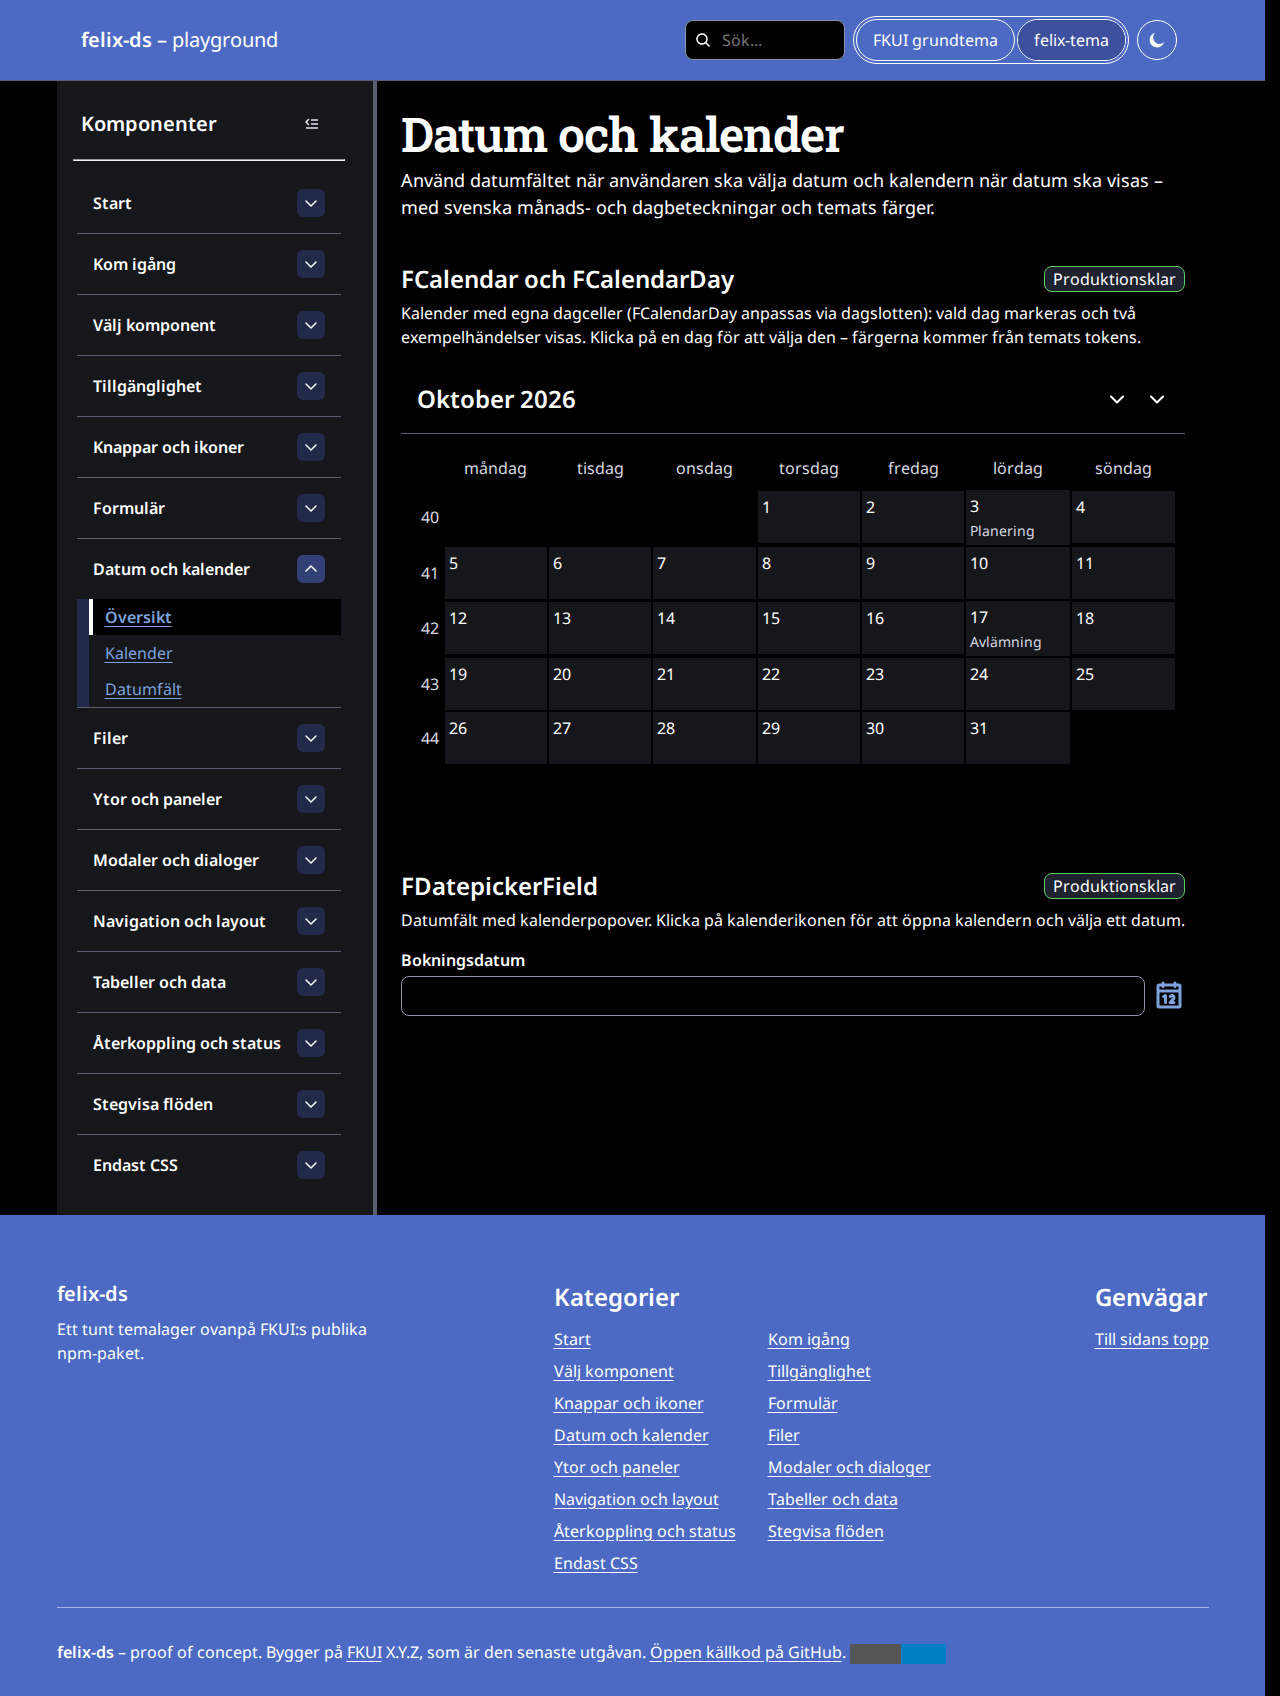 felix-ds – playground
Sök...
FKUI grundtema
felix-tema
Komponenter
Start
Kom igång
Välj komponent
Tillgänglighet
Knappar och ikoner
Formulär
Datum och kalender
Översikt
Kalender
Datumfält
Filer
Ytor och paneler
Modaler och dialoger
Navigation och layout
Tabeller och data
Återkoppling och status
Stegvisa flöden
Endast CSS
Datum och kalender
Använd datumfältet när användaren ska välja datum och kalendern när datum ska visas –
med svenska månads- och dagbeteckningar och temats färger.
FCalendar och FCalendarDay
Produktionsklar
Kalender med egna dagceller (FCalendarDay anpassas via dagslotten): vald dag markeras och två
exempelhändelser visas. Klicka på en dag för att välja den – färgerna kommer från temats tokens.
Oktober 2026
måndag tisdag onsdag torsdag fredag lördag söndag
40 1 2 3 4
Planering
41 5 6 7 8 9 10 11
42 12 13 14 15 16 17 18
Avlämning
43 19 20 21 22 23 24 25
44 26 27 28 29 30 31
FDatepickerField
Produktionsklar
Datumfält med kalenderpopover. Klicka på kalenderikonen för att öppna kalendern och välja ett datum.
Bokningsdatum
12
felix-ds
Ett tunt temalager ovanpå FKUI:s publika
npm-paket.
Kategorier
Start
Kom igång
Välj komponent
Tillgänglighet
Knappar och ikoner
Formulär
Datum och kalender
Filer
Ytor och paneler
Modaler och dialoger
Navigation och layout
Tabeller och data
Återkoppling och status
Stegvisa flöden
Endast CSS
Genvägar
Till sidans topp
felix-ds – proof of concept. Bygger på FKUI X.Y.Z, som är den senaste utgåvan. Öppen källkod på GitHub.